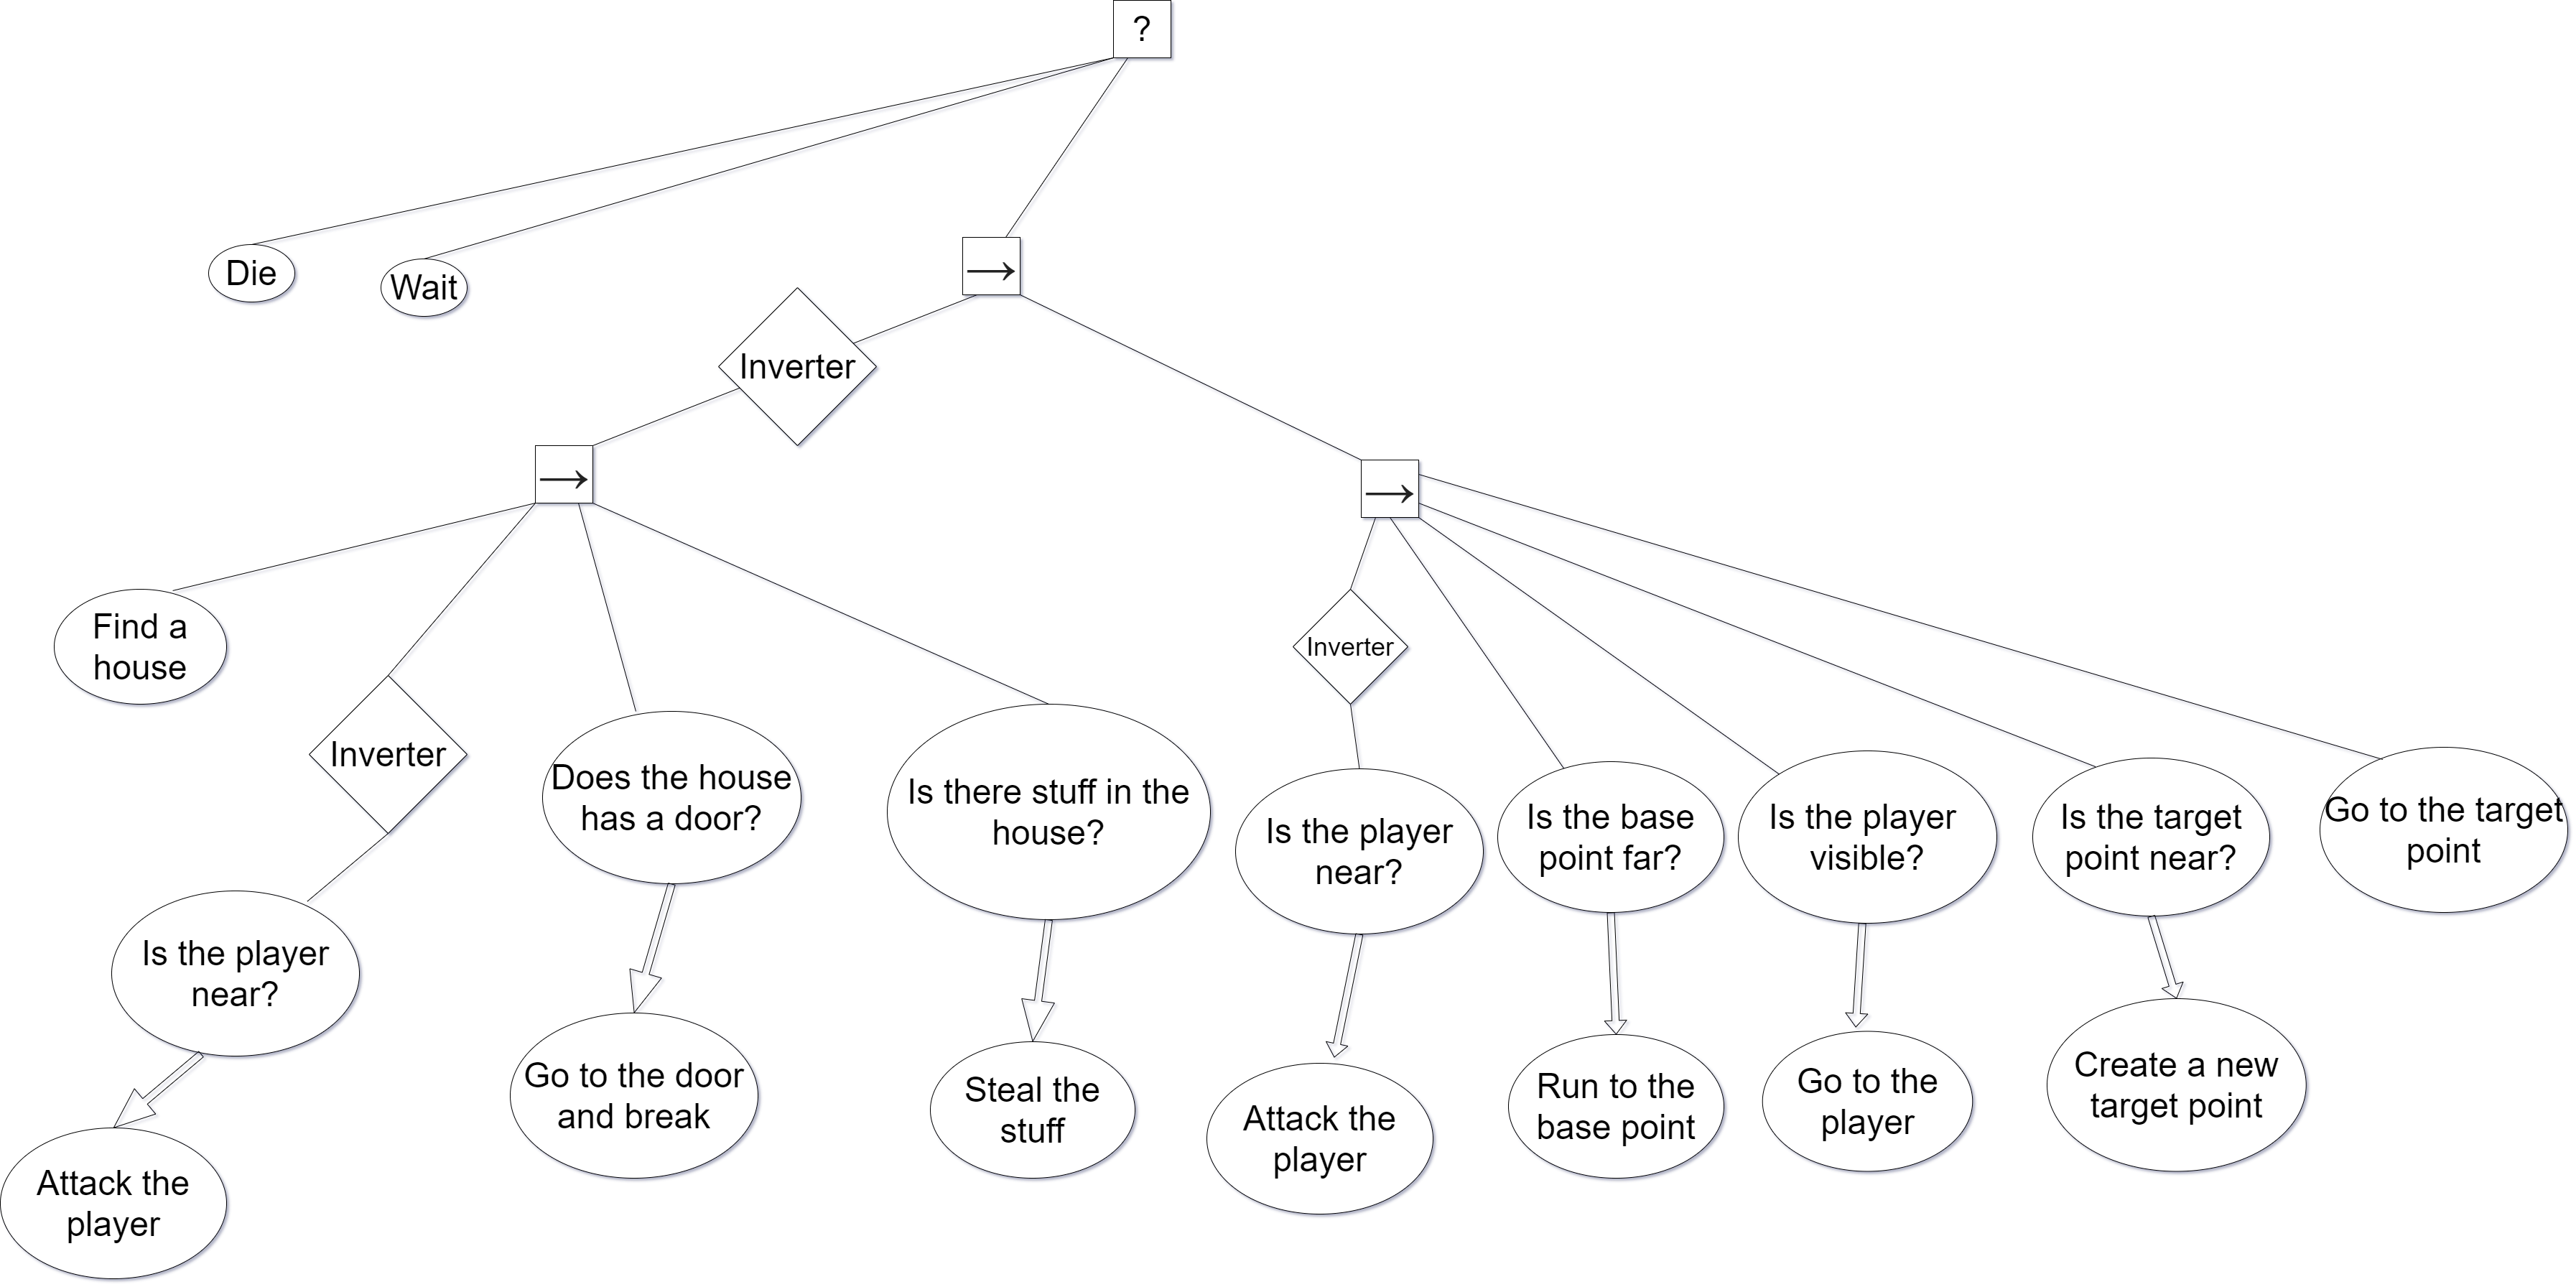 ?
Die
Wait
→
Inverter
→
→
Find a
house
Inverter
Inverter
Does the house
has a door?
Is there stuff in the
house?
Is the player
near?
Is the base
point far?
Is the player
visible?
Is the target
point near?
Go to the target
point
Is the player
near?
Go to the door
and break
Steal the
stuff
Attack the
player
Run to the
base point
Go to the
player
Create a new
target point
Attack the
player